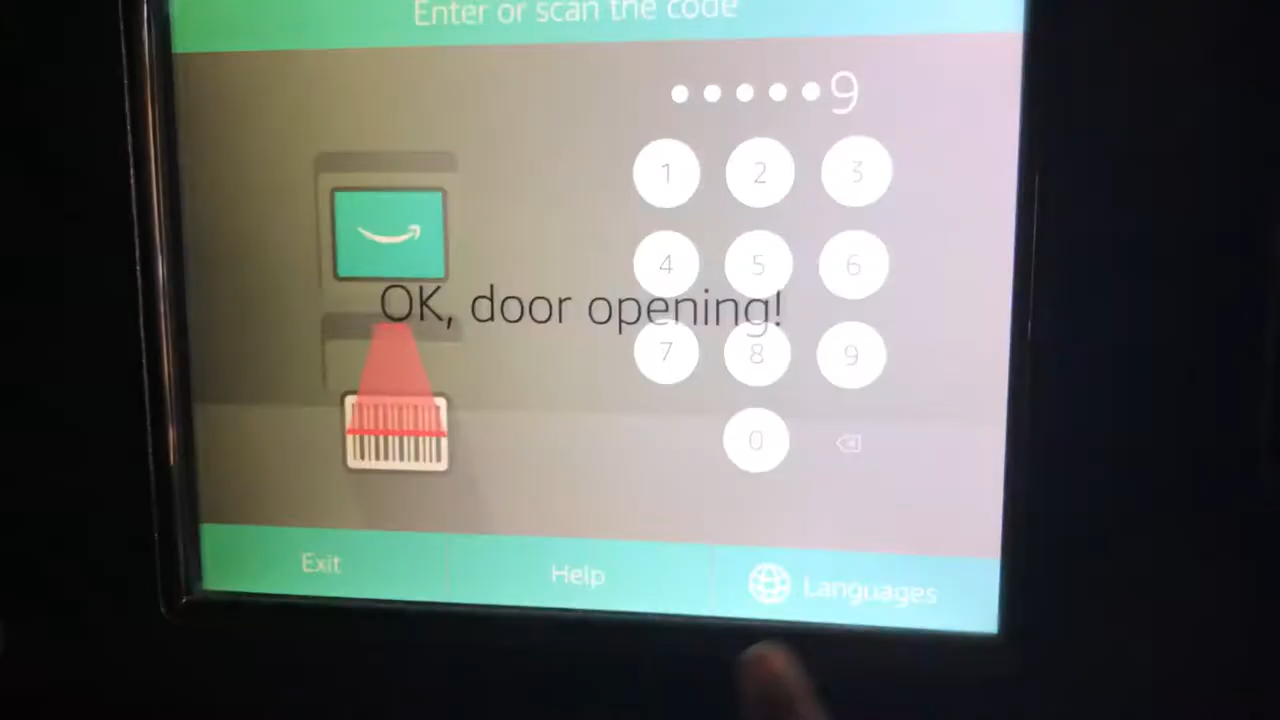 Enter or scan the code
•••••9
1 2 3
4 5 6
OK, door opening!
7 8 9
0
Exit Help Languages